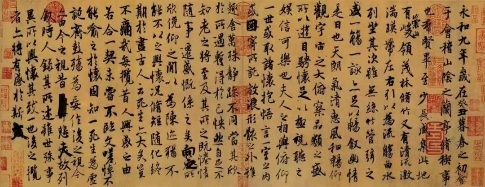 永和九年歲在癸丑暮春之初會
于會稽山陰之蘭亭脩稧事
也群賢畢至少長咸集此地
有崇山峻領茂林脩竹又有清流激
湍暎帶左右引以為流觴曲水
列坐其次雖無絲竹管弦之
盛一觴一詠亦足以暢敘幽情
是日也天朗氣清惠風和暢仰
觀宇宙之大俯察品類之盛
所以遊目騁懷足以極視聽之
娛信可樂也夫人之相與俯仰
一世或取諸懷抱悟言一室之內
或因寄所託放浪形骸之外雖
趣舍萬殊靜躁不同當其欣
於所遇暫得於己怏然自足不
知老之將至及其所之既惓情
隨事遷感慨係之矣向之所
欣俛仰之閒以為陳迹猶不
能不以之興懷況脩短隨化終
期於盡古人云死生亦大矣豈
不痛哉每攬昔人興感之由
若合一契未嘗不臨文嗟悼不
能喻之於懷固知一死生為虛
誕齊彭殤為妄作後之視今
亦由今之視昔悲夫故列
敘時人錄其所述雖世殊事
異所以興懷其致一也後之攬
者亦將有感於斯